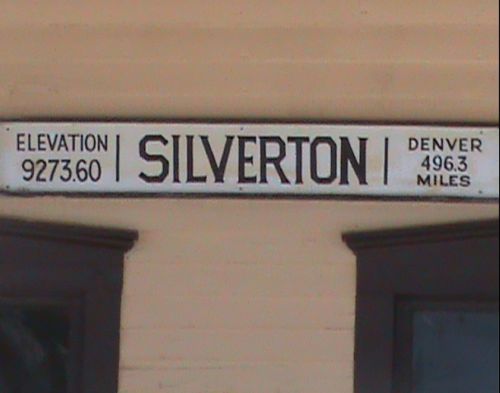 ELEVATION
9273.60
SILVERTON
DENVER
496.3
MILES